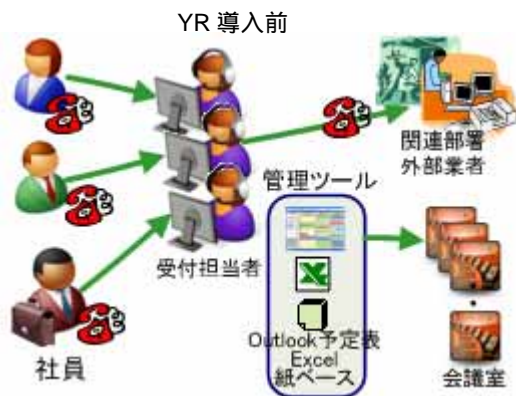 YR 導入前
関連部署
外部業者
管理ツール
受付担当者
Outlook予定表
Excel
紙ベース
社員
会議室